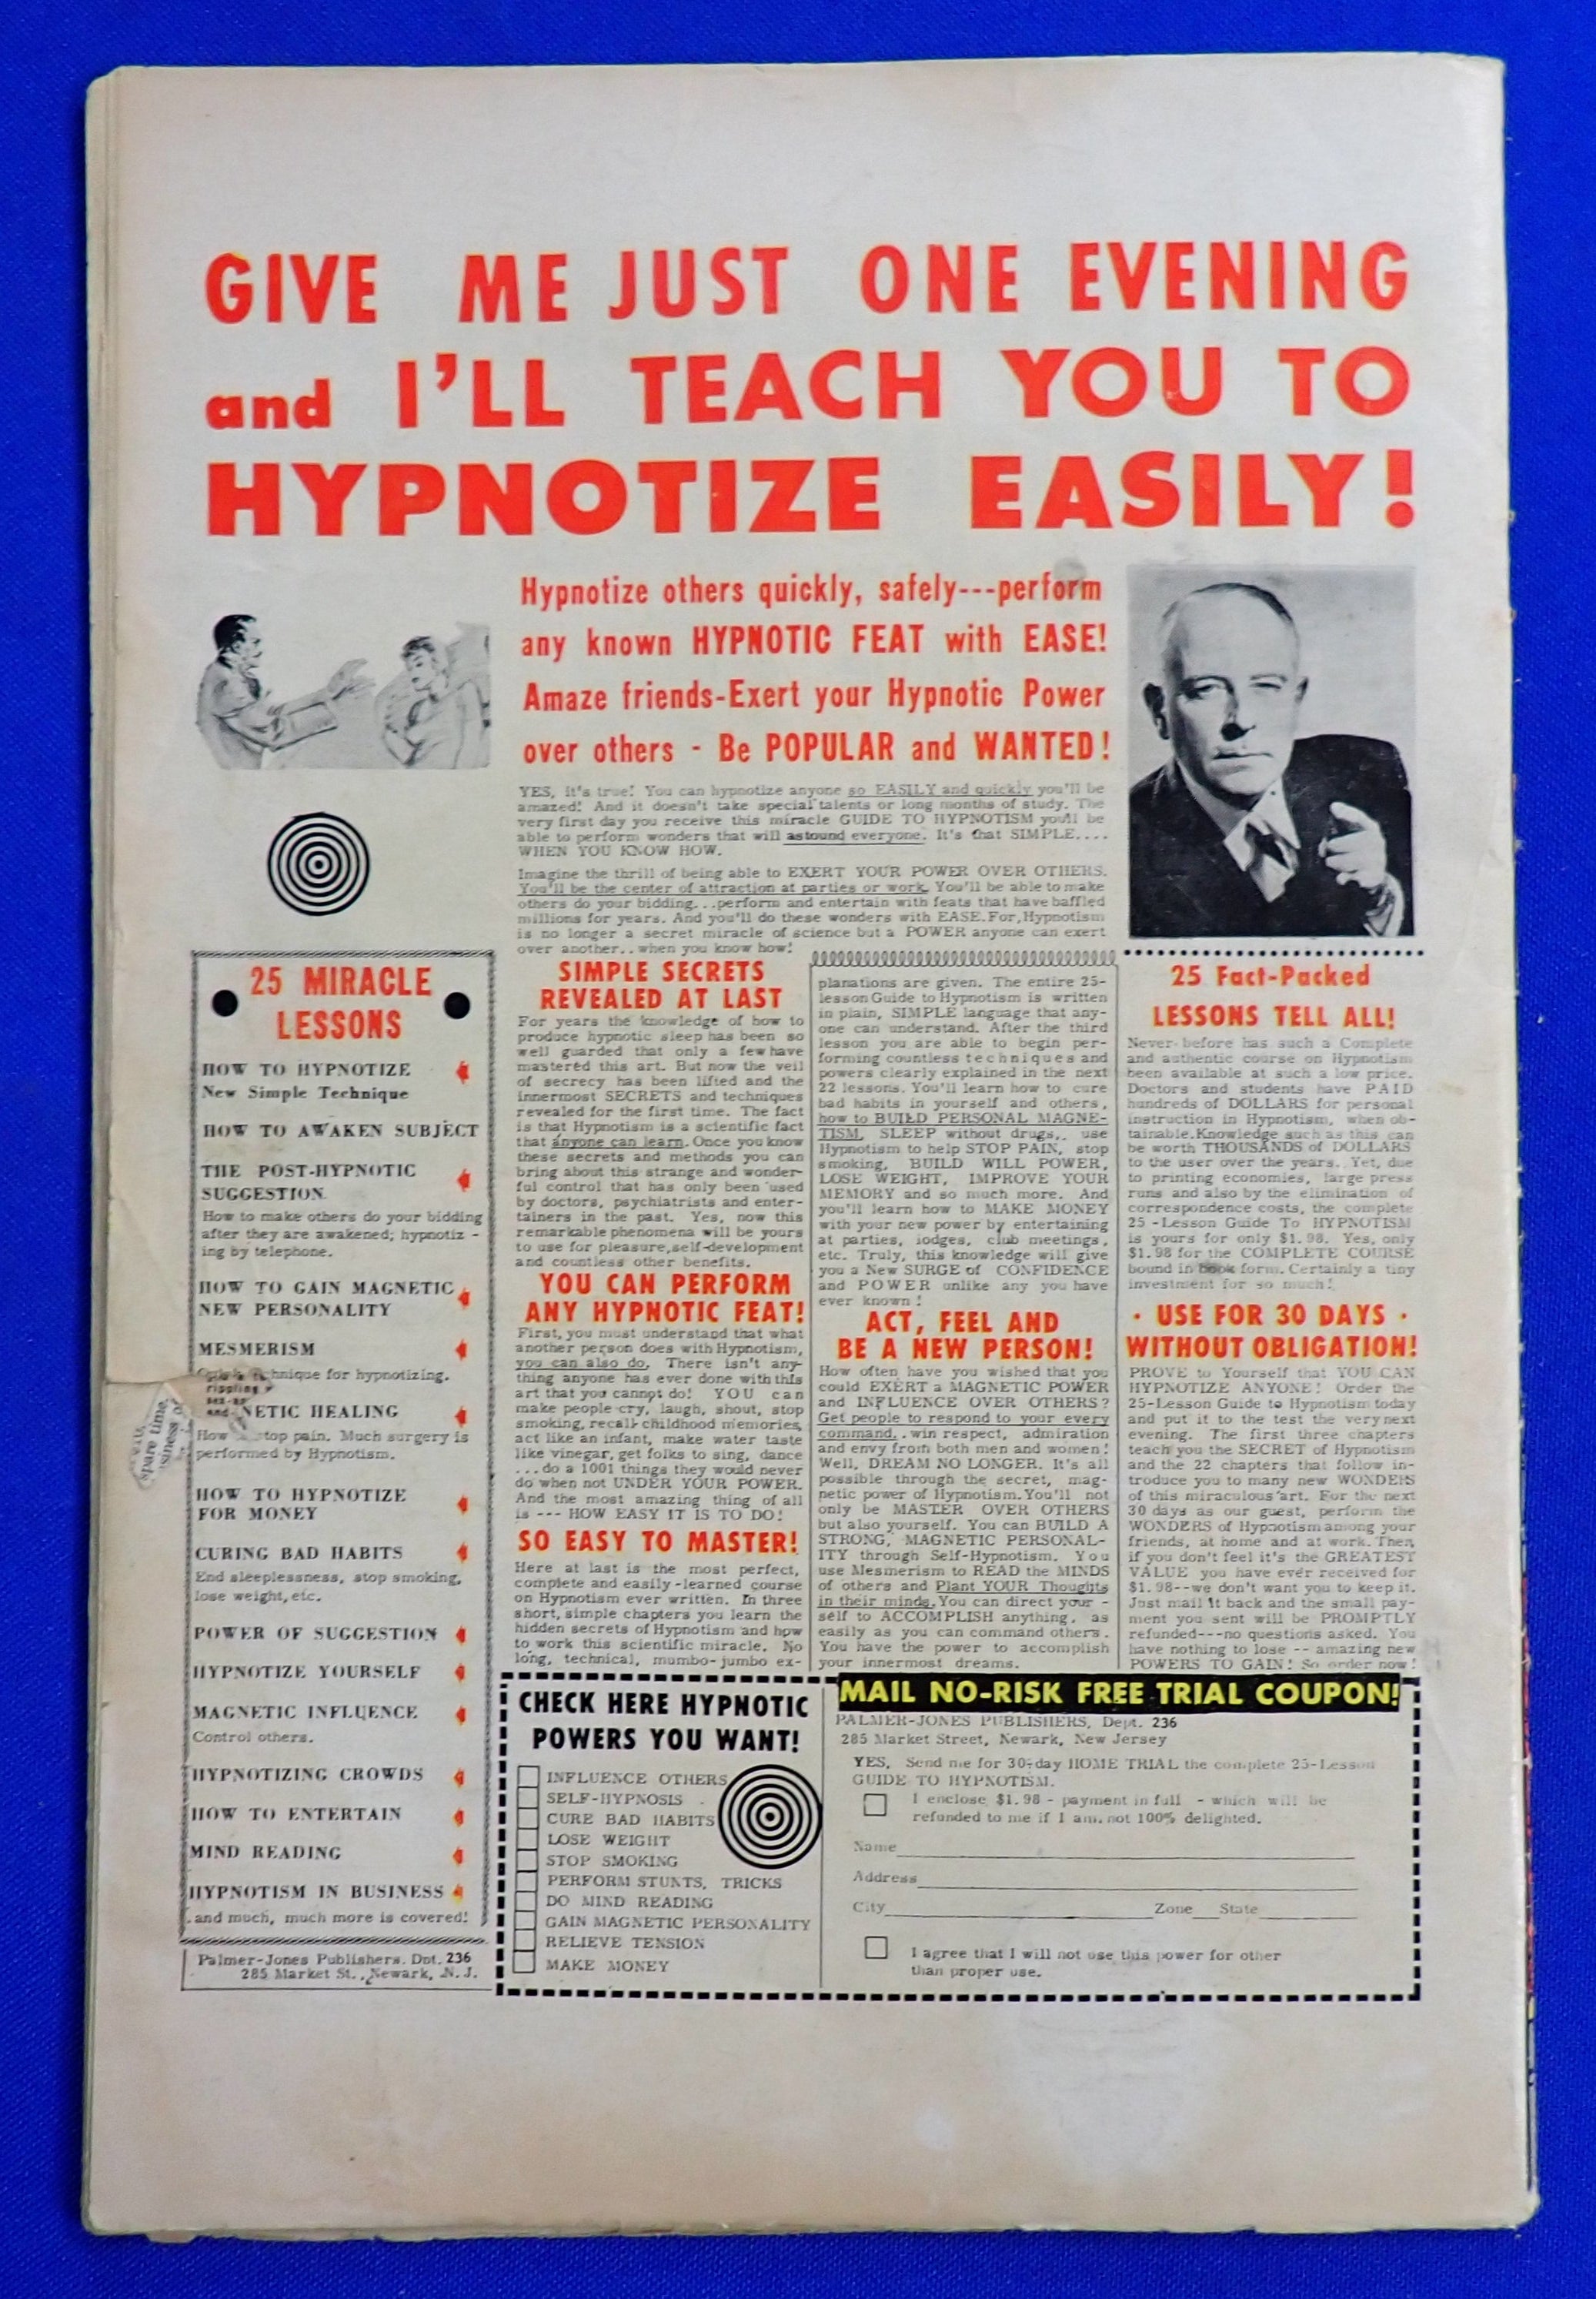 GIVE ME JUST ONE EVENING
and I'LL TEACH YOU TO
HYPNOTIZE EASILY!
Hypnotize others quickly, safely---perform
any known HYPNOTIC FEAT with EASE!
Amaze friends-Exert your Hypnotic Power
over others - Be POPULAR and WANTED!
YES, it's true! You can hypnotize anyone so EASILY and quickly you'll be
amazed! And it doesn't take special talents or long months of study. The
very first day you receive this miracle GUIDE TO HYPNOTISM you'll be
able to perform wonders that will astound everyone. It's that SIMPLE....
WHEN YOU KNOW HOW.
Imagine the thrill of being able to EXERT YOUR POWER OVER OTHERS.
You'll be the center of attraction at parties or work. You'll be able to make
others do your bidding...perform and entertain with feats that have baffled
millions for years. And you'll do these wonders with EASE. For, Hypnotism
is no longer a secret miracle of science but a POWER anyone can exert
over another.. when you know how!
25 MIRACLE
LESSONS
HOW TO HYPNOTIZE
New Simple Technique
HOW TO AWAKEN SUBJECT
THE POST-HYPNOTIC
SUGGESTION
How to make others do your bidding
after they are awakened; hypnotiz -
ing by telephone.
HOW TO GAIN MAGNETIC
NEW PERSONALITY
MESMERISM
hnique for hypnotizing.
rippling
NETIC HEALING
How top pain. Much surgery is
performed by Hypnotism.
spare time,
HOW TO HYPNOTIZE
FOR MONEY
CURING BAD HABITS
End sleeplessness, stop smoking,
lose weight, etc.
POWER OF SUGGESTION
HYPNOTIZE YOURSELF
MAGNETIC INFLUENCE
Control others.
HYPNOTIZING CROWDS
HOW TO ENTERTAIN
MIND READING
HYPNOTISM IN BUSINESS
..and much, much more is covered!
Palmer-Jones Publishers. Dpt. 236
285 Market St., Newark, N. J.
SIMPLE SECRETS
REVEALED AT LAST
For years the knowledge of how to
produce hypnotic sleep has been so
well guarded that only a few have
mastered this art. But now the veil
of secrecy has been lifted and the
innermost SECRETS and techniques
revealed for the first time. The fact
is that Hypnotism is a scientific fact
that anyone can learn. Once you know
these secrets and methods you can
bring about this strange and wonder-
ful control that has only been used
by doctors, psychiatrists and enter-
tainers in the past. Yes, now this
remarkable phenomena will be yours
to use for pleasure, self-development
and countless other benefits.
YOU CAN PERFORM
ANY HYPNOTIC FEAT!
First, you must understand that what
another person does with Hypnotism,
you can also do. There isn't any-
thing anyone has ever done with this
art that you cannot do! YOU can
make people cry, laugh, shout, stop
smoking, recall childhood memories,
act like an infant, make water taste
like vinegar, get folks to sing, dance
...do a 1001 things they would never
do when not UNDER YOUR POWER.
And the most amazing thing of all
is --- HOW EASY IT IS TO DO!
SO EASY TO MASTER!
Here at last is the most perfect,
complete and easily-learned course
on Hypnotism ever written. In three
short, simple chapters you learn the
hidden secrets of Hypnotism and how
to work this scientific miracle. No
long, technical, mumbo-jumbo ex-
planations are given. The entire 25-
lesson Guide to Hypnotism is written
in plain, SIMPLE language that any-
one can understand. After the third
lesson you are able to begin per-
forming countless techniques and
powers clearly explained in the next
22 lessons. You'll learn how to cure
bad habits in yourself and others,
how to BUILD PERSONAL MAGNE-
TISM, SLEEP without drugs,. use
Hypnotism to help STOP PAIN, stop
smoking, BUILD WILL POWER,
LOSE WEIGHT, IMPROVE YOUR
MEMORY and so much more. And
you'll learn how to MAKE MONEY
with your new power by entertaining
at parties, lodges, club meetings,
etc. Truly, this knowledge will give
you a New SURGE of CONFIDENCE
and POWER unlike any you have
ever known!
ACT, FEEL AND
BE A NEW PERSON!
How often have you wished that you
could EXERT a MAGNETIC POWER
and INFLUENCE OVER OTHERS?
Get people to respond to your every
command. . win respect, admiration
and envy from both men and women!
Well, DREAM NO LONGER. It's all
possible through the secret, mag-
netic power of Hypnotism. You'll not
only be MASTER OVER OTHERS
but also yourself. You can BUILD A
STRONG, MAGNETIC PERSONAL-
ITY through Self-Hypnotism. You
use Mesmerism to READ the MINDS
of others and Plant YOUR Thoughts
in their minds. You can direct your -
self to ACCOMPLISH anything, as
easily as you can command others.
You have the power to accomplish
your innermost dreams.
25 Fact-Packed
LESSONS TELL ALL!
Never before has such a Complete
and authentic course on Hypnotism
been available at such a low price.
Doctors and students have PAID
hundreds of DOLLARS for personal
instruction in Hypnotism, when ob-
tainable. Knowledge such as this can
be worth THOUSANDS of DOLLARS
to the user over the years. Yet, due
to printing economies, large press
runs and also by the elimination of
correspondence costs, the complete
25 -Lesson Guide To HYPNOTISM
is yours for only $1.98. Yes, only
$1.98 for the COMPLETE COURSE
bound in book form. Certainly a tiny
investment for so much!
· USE FOR 30 DAYS ·
WITHOUT OBLIGATION!
PROVE to Yourself that YOU CAN
HYPNOTIZE ANYONE! Order the
25-Lesson Guide to Hypnotism today
and put it to the test the very next
evening. The first three chapters
teach you the SECRET of Hypnotism
and the 22 chapters that follow in-
troduce you to many new WONDERS
of this miraculous art. For the next
30 days as our guest, perform the
WONDERS of Hypnotism among your
friends, at home and at work. Then,
if you don't feel it's the GREATEST
VALUE you have ever received for
$1.98--we don't want you to keep it.
Just mail it back and the small pay-
ment you sent will be PROMPTLY
refunded---no questions asked. You
have nothing to lose -- amazing new
POWERS TO GAIN! So order now!
CHECK HERE HYPNOTIC
POWERS YOU WANT!
INFLUENCE OTHERS
SELF-HYPNOSIS
CURE BAD HABITS
LOSE WEIGHT
STOP SMOKING
PERFORM STUNTS, TRICKS
DO MIND READING
GAIN MAGNETIC PERSONALITY
RELIEVE TENSION
MAKE MONEY
MAIL NO-RISK FREE TRIAL COUPON!
PALMER-JONES PUBLISHERS, Dept. 236
285 Market Street, Newark, New Jersey
YES, Send me for 30-day HOME TRIAL the complete 25-Lesson
GUIDE TO HYPNOTISM.
I enclose $1.98 - payment in full - which will be
refunded to me if I am not 100% delighted.
Name
Address
City Zone State
I agree that I will not use this power for other
than proper use.